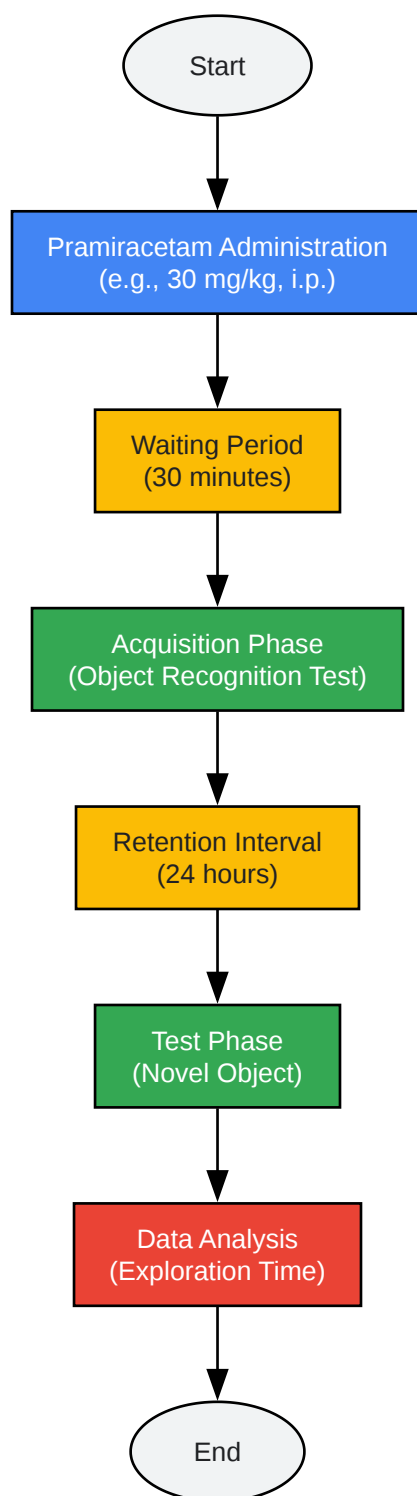 Start
Pramiracetam Administration
(e.g., 30 mg/kg, i.p.)
Waiting Period
(30 minutes)
Acquisition Phase
(Object Recognition Test)
Retention Interval
(24 hours)
Test Phase
(Novel Object)
Data Analysis
(Exploration Time)
End